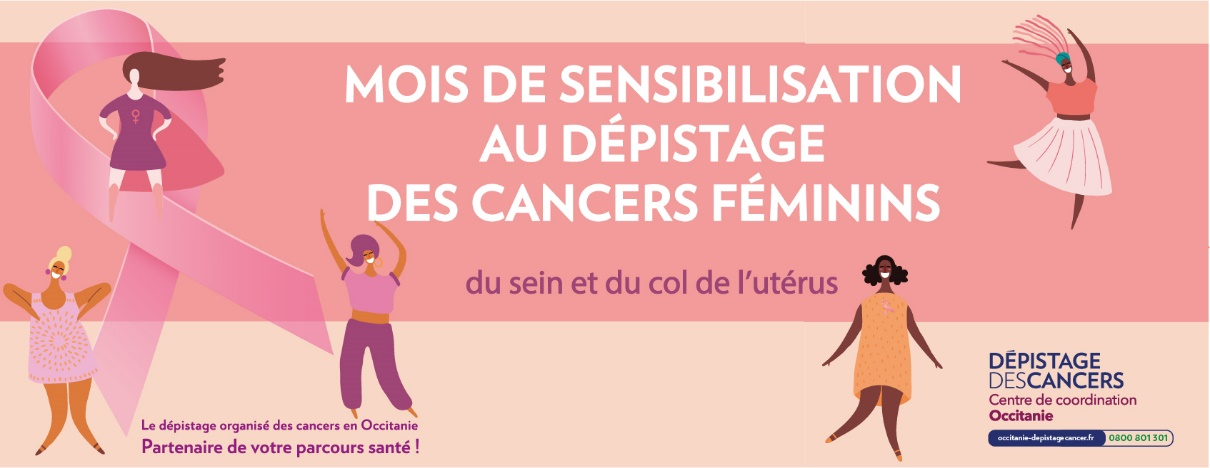 MOIS DE SENSIBILISATION
AU DÉPISTAGE
DES CANCERS FÉMININS
du sein et du col de l'utérus
Le dépistage organisé des cancers en Occitanie
Partenaire de votre parcours santé !
DÉPISTAGE
DESCANCERS
Centre de coordination
Occitanie
occitanie-depistagecancer.fr 0800 801 301